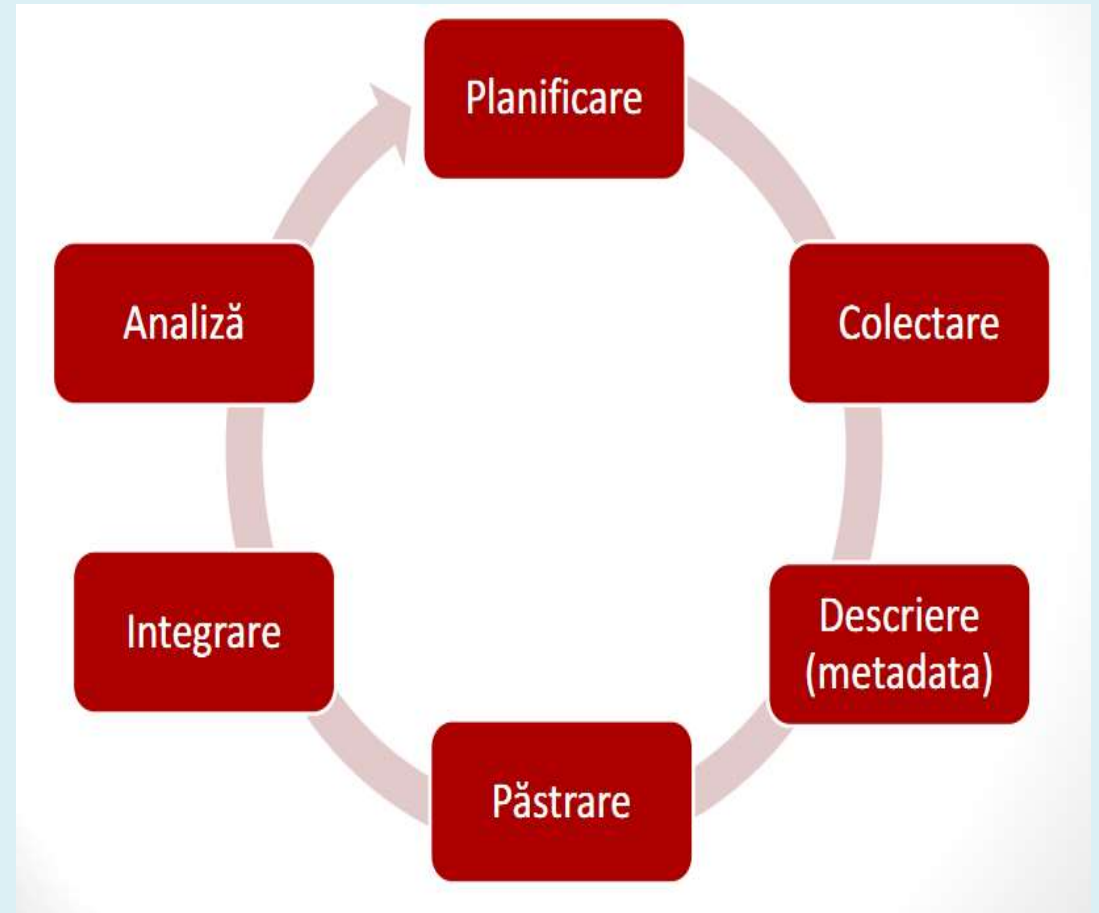 Planificare
Colectare
Descriere
(metadata)
Păstrare
Integrare
Analiză